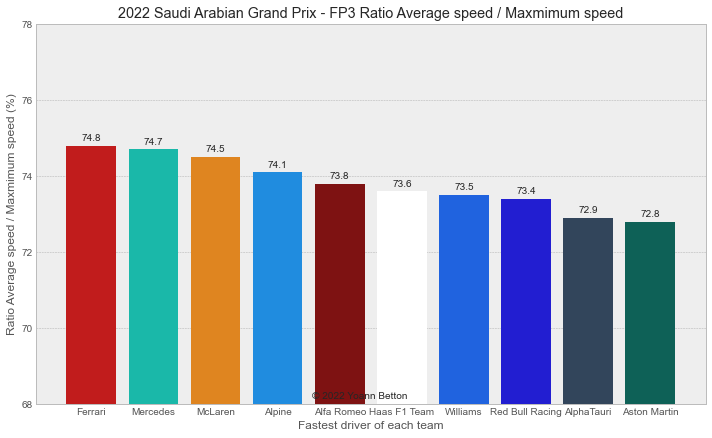 2022 Saudi Arabian Grand Prix - FP3 Ratio Average speed / Maxmimum speed
Ratio Average speed / Maxmimum speed (%)
78
76
74
72
70
68
74.8
74.7
74.5
74.1
73.8
73.6
73.5
73.4
72.9
72.8
© 2022 Yoann Betton
Ferrari
Mercedes
McLaren
Alpine
Alfa Romeo
Haas F1 Team
Williams
Red Bull Racing
AlphaTauri
Aston Martin
Fastest driver of each team